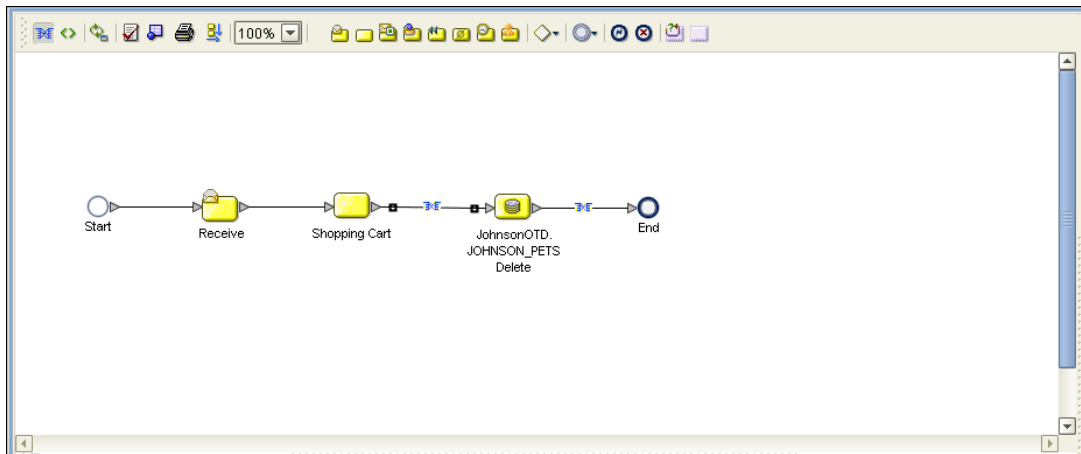 100%
Start
Receive
Shopping Cart
JohnsonOTD.
JOHNSON_PETS
Delete
End